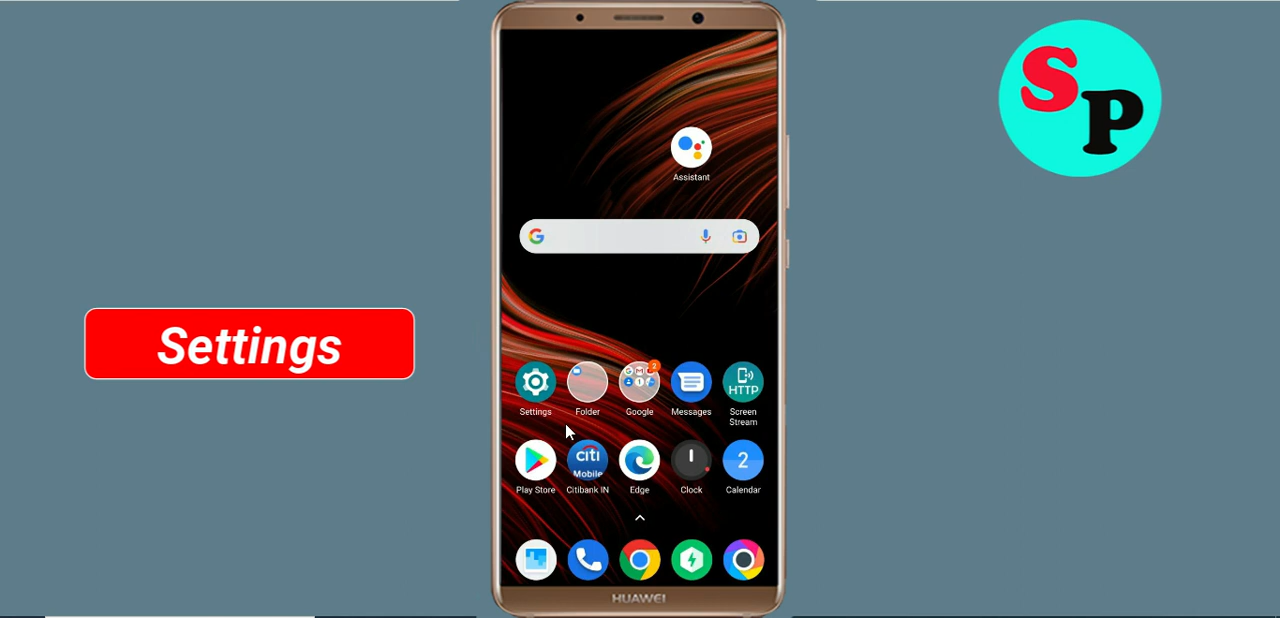 S
P
Assistant
Settings
2
HTTP
Settings
Folder
Google
Messages
Screen
Stream
citi
Mobile
2
Play Store
Citibank IN
Edge
Clock
Calendar
HUAWEI